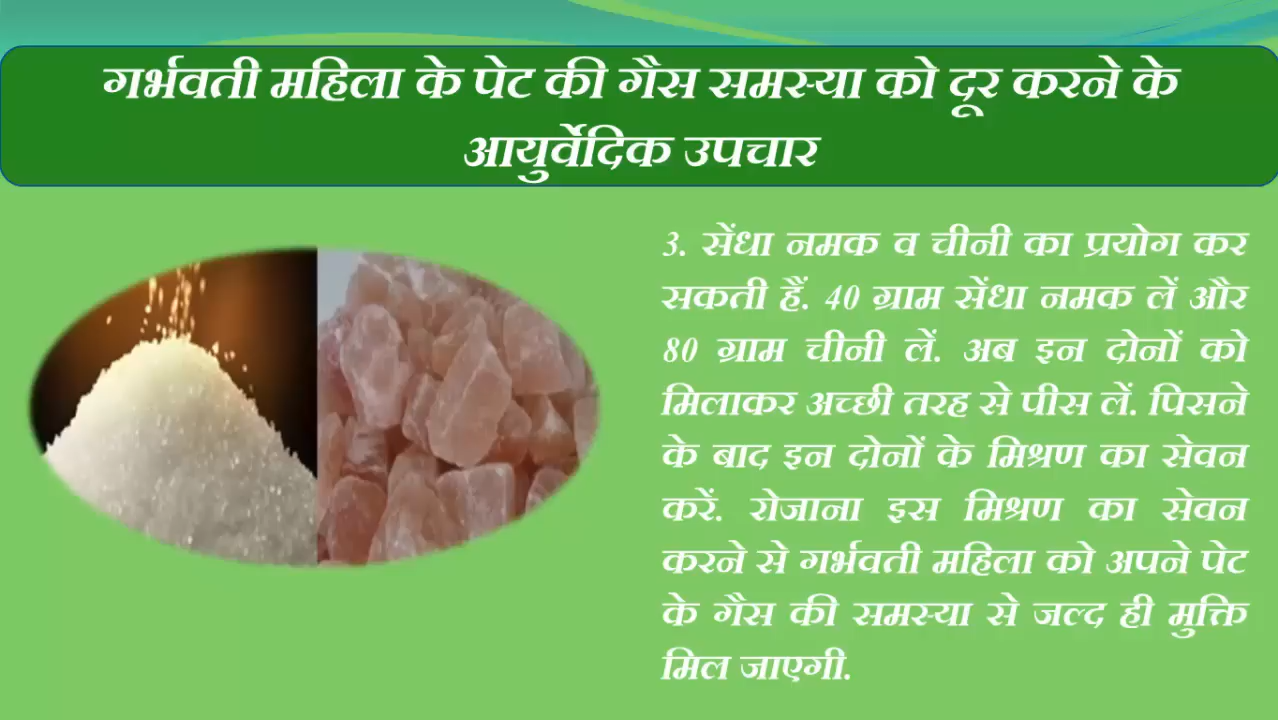 गर्भवती महिला के पेट की गैस समस्या को दूर करने के
आयुर्वेदिक उपचार
3. सेंधा नमक व चीनी का प्रयोग कर
सकती हैं. 40 ग्राम सेंधा नमक लें और
80 ग्राम चीनी लें. अब इन दोनों को
मिलाकर अच्छी तरह से पीस लें. पिसने
के बाद इन दोनों के मिश्रण का सेवन
करें. रोजाना इस मिश्रण का सेवन
करने से गर्भवती महिला को अपने पेट
के गैस की समस्या से जल्द ही मुक्ति
मिल जाएगी.